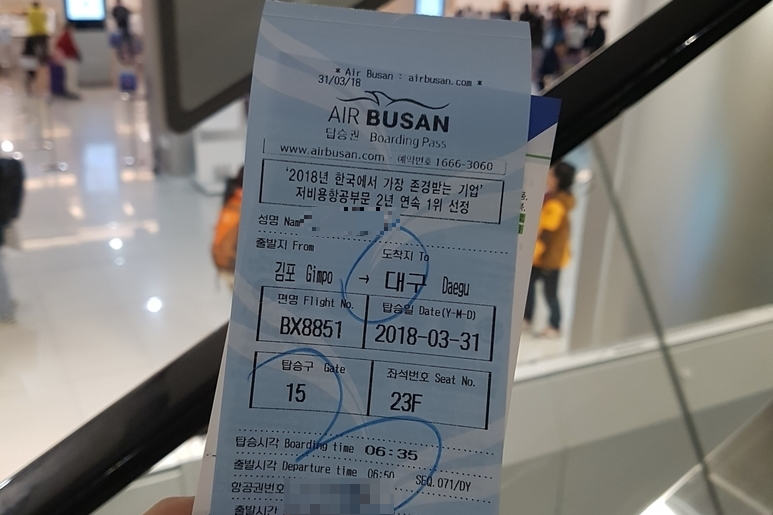 * Air Busan : airbusan.com *
31/03/18
AIR BUSAN
탑승권 Boarding Pass
www.airbusan.com 예약번호 1666-3060
'2018년 한국에서 가장 존경받는 기업'
저비용항공부문 2년 연속 1위 선정
성명 Name
출발지 From 도착지 To
김포 Gimpo → 대구 Daegu
편명 Flight No. 탑승일 Date(Y-M-D)
BX8851 2018-03-31
탑승구 Gate 좌석번호 Seat No.
15 23F
탑승시각 Boarding time 06:35
출발시각 Departure time 06:50 SEQ.071/DY
항공권번호
출발시각